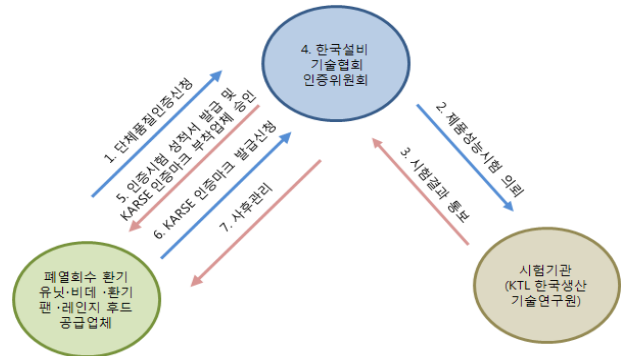 4. 한국설비
기술협회
인증위원회
1. 단체품질인증신청
5. 인증시험 성적서 발급 및
KARSE 인증마크 부착업체 승인
6. KARSE 인증마크 발급신청
7. 사후관리
2. 제품성능시험 의뢰
3. 시험결과 통보
폐열회수 환기
유닛·비데 ·환기
팬 ·레인지 후드
공급업체
시험기관
(KTL 한국생산
기술연구원)